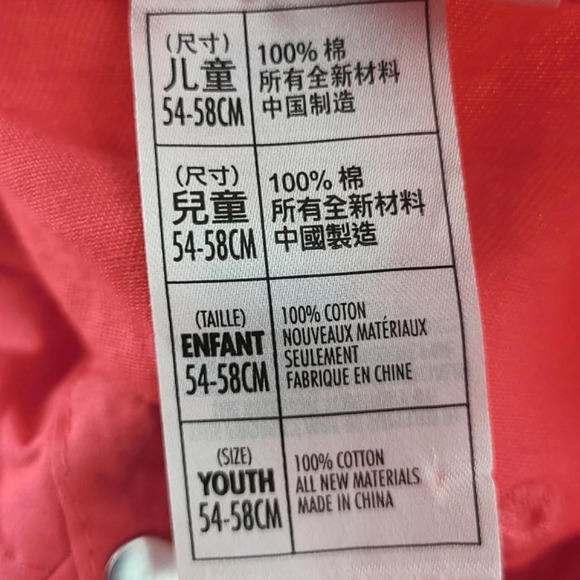 (尺寸)
儿童
54-58CM
100% 棉
所有全新材料
中国制造
(尺寸)
兒童
54-58CM
100% 棉
所有全新材料
中國製造
(TAILLE)
ENFANT
54-58CM
100% COTON
NOUVEAUX MATÉRIAUX
SEULEMENT
FABRIQUE EN CHINE
(SIZE)
YOUTH
54-58CM
100% COTTON
ALL NEW MATERIALS
MADE IN CHINA